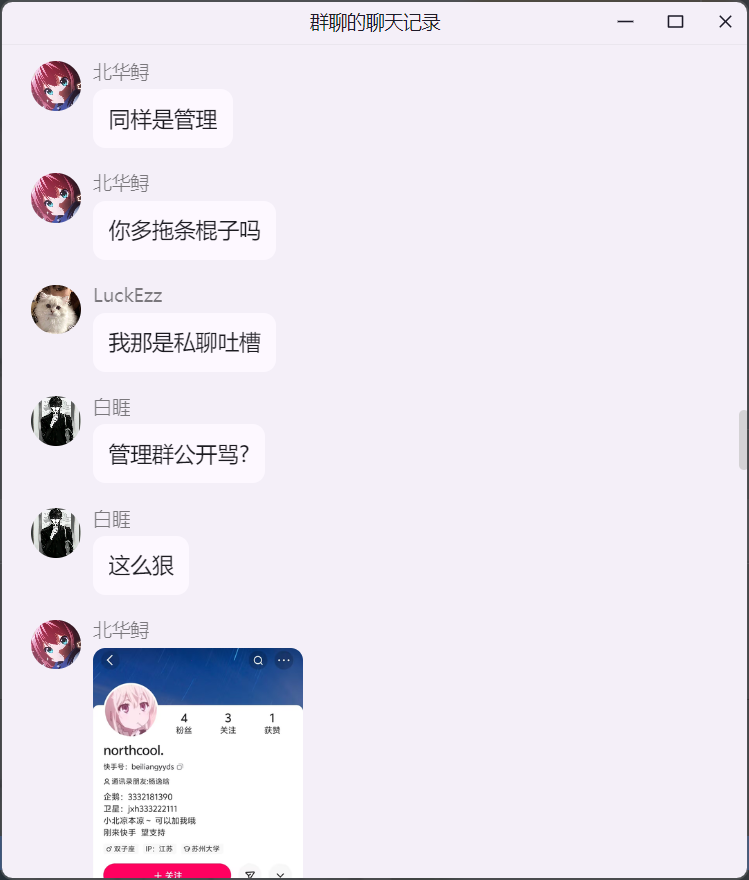 群聊的聊天记录
北华鲟
同样是管理
北华鲟
你多拖条棍子吗
LuckEzz
我那是私聊吐槽
白睚
管理群公开骂?
白睚
这么狠
北华鲟
4 3 1
粉丝 关注 获赞
northcool.
快手号：beiliangyyds
通讯录朋友:杨逸晗
企鹅：3332181390
卫星：jxh333222111
小北凉本凉~ 可以加我哦
刚来快手 望支持
双子座 IP：江苏 苏州大学
+ 关注